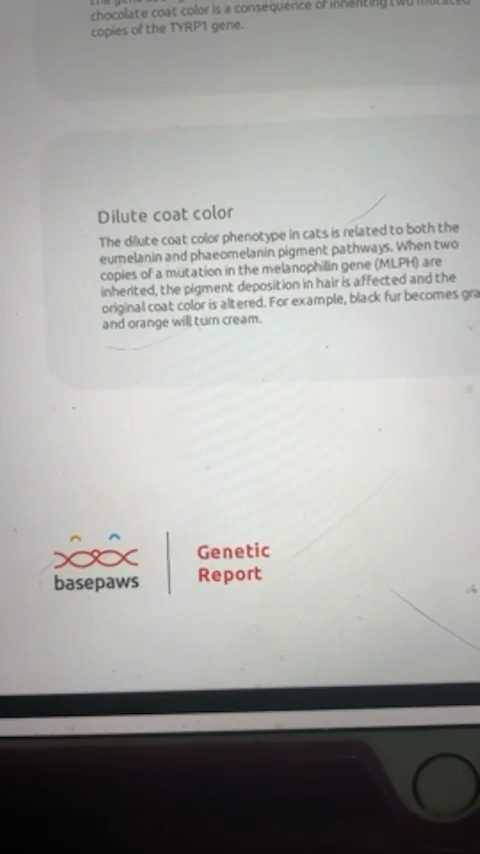 chocolate coat color is a consequence of inheriting two mutated
copies of the TYRP1 gene.
Dilute coat color
The dilute coat color phenotype in cats is related to both the
eumelanin and phaeomelanin pigment pathways. When two
copies of a mutation in the melanophilin gene (MLPH) are
inherited, the pigment deposition in hair is affected and the
original coat color is altered. For example, black fur becomes gra
and orange will turn cream.
basepaws
Genetic
Report